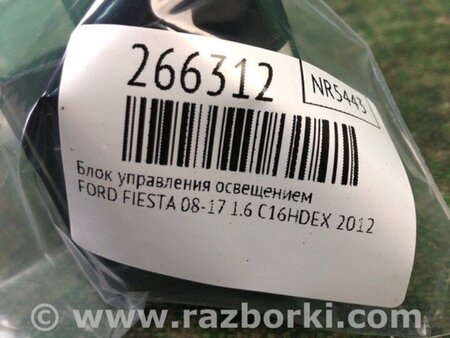 266312
NR5443
Блок управления освещением
FORD FIESTA 08-17 1.6 C16HDEX 2012
© www.razborki.com